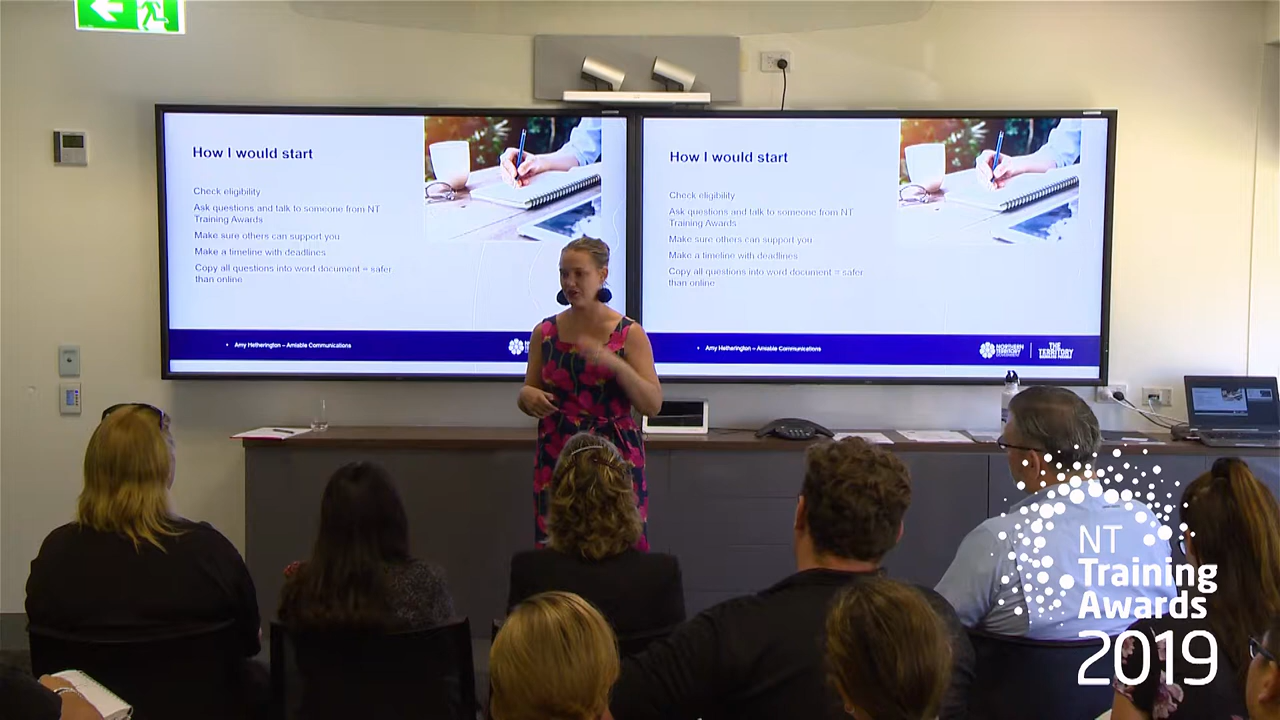 How I would start
Check eligibility
Ask questions and talk to someone from NT
Training Awards
Make sure others can support you
Make a timeline with deadlines
Copy all questions into word document = safer
than online
• Amy Hetherington – Amiable Communications
How I would start
Check eligibility
Ask questions and talk to someone from NT
Training Awards
Make sure others can support you
Make a timeline with deadlines
Copy all questions into word document = safer
than online
• Amy Hetherington – Amiable Communications
NORTHERN
TERRITORY
GOVERNMENT
THE
TERRITORY
NT
Training
Awards
2019